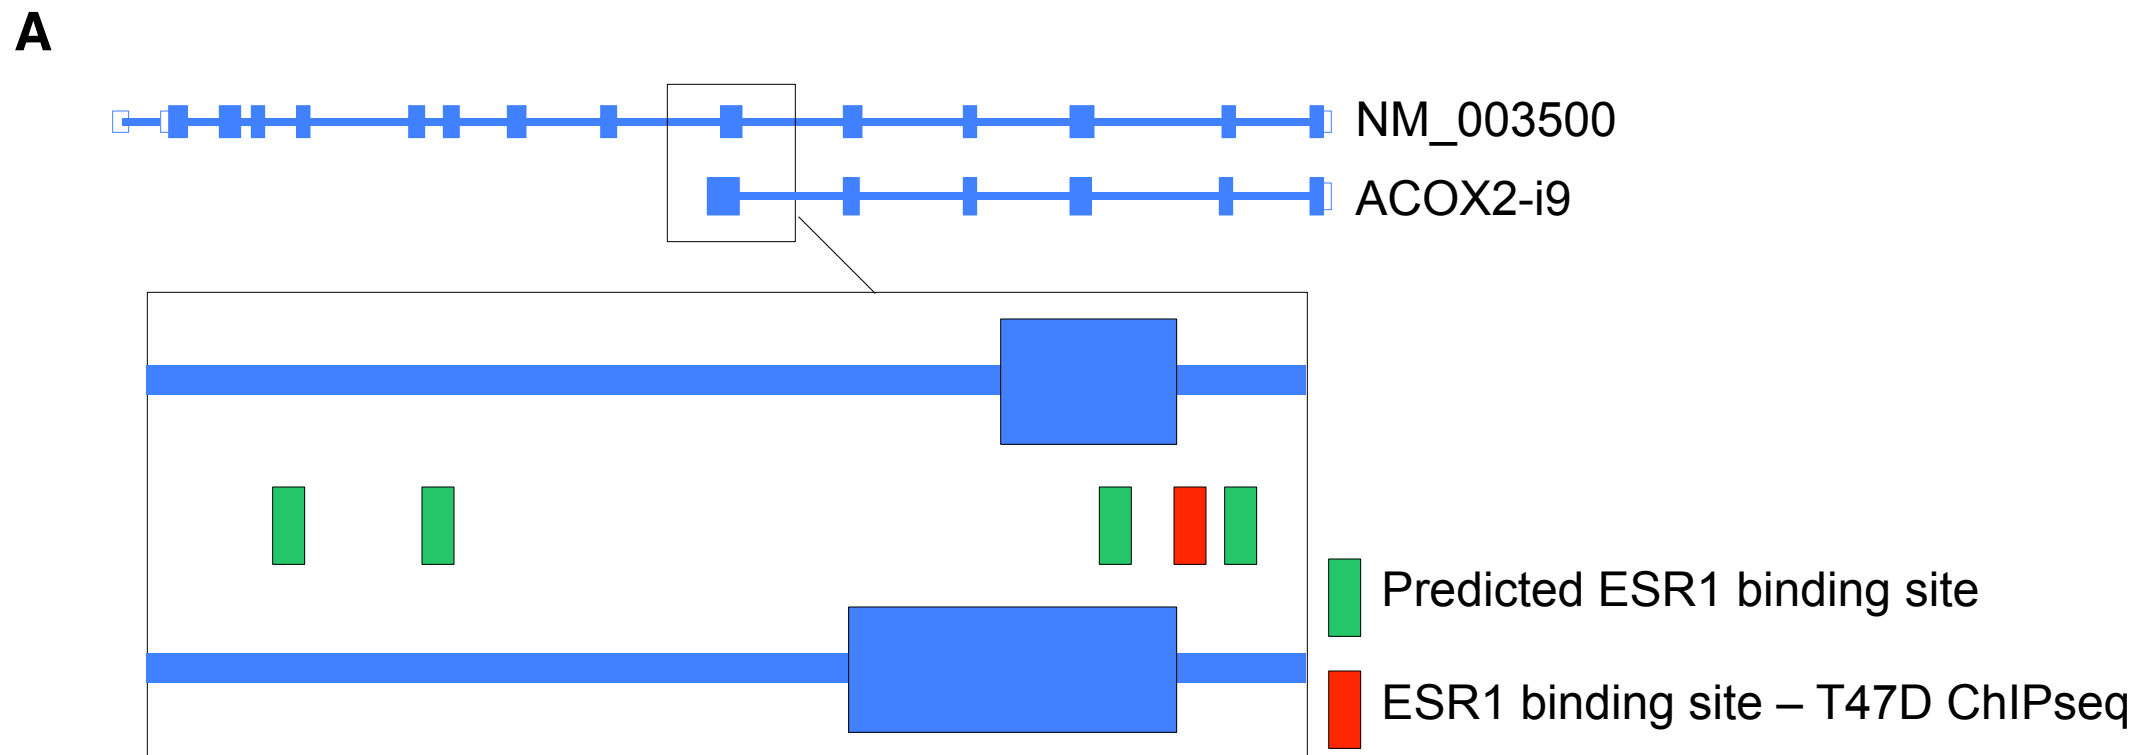 A
NM_003500
ACOX2-i9
Predicted ESR1 binding site
ESR1 binding site – T47D ChIPseq